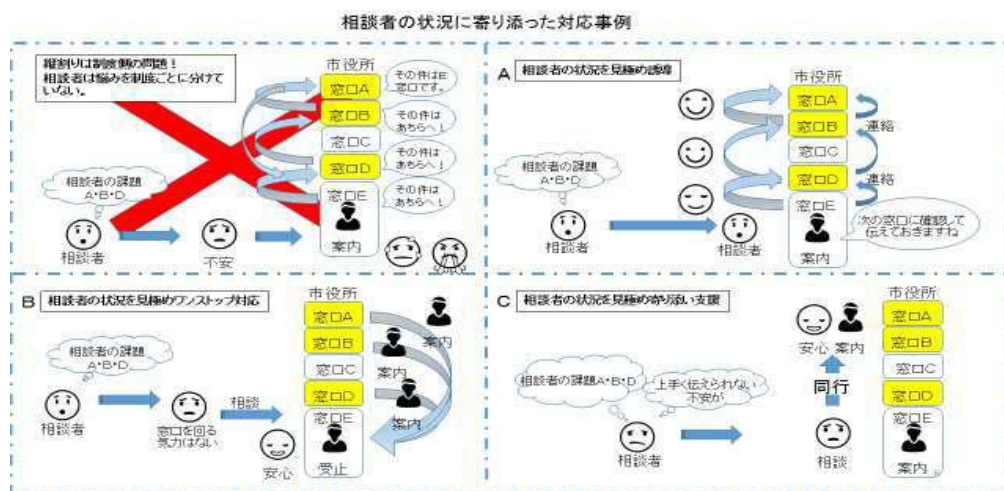 相談者の状況に寄り添った対応事例
縦割りは制度側の問題！
相談者は悩みを制度ごとに分けて
いない。
市役所
窓口A
窓口B
窓口C
窓口D
窓口E
案内
その件はE
窓口です。
その件は
あちらへ！
その件は
あちらへ！
その件は
あちらへ！
相談者の課題
A・B・D
相談者
不安
A
相談者の状況を見極め誘導
市役所
窓口A
窓口B
窓口C
窓口D
窓口E
案内
連絡
連絡
相談者の課題
A・B・D
相談者
相談者
次の窓口に確認して
伝えておきますね
B
相談者の状況を見極めワンストップ対応
市役所
窓口A
窓口B
窓口C
窓口D
窓口E
受止
案内
案内
案内
相談者の課題
A・B・D
相談者
窓口を回る
気力はない
相談
安心
C
相談者の状況を見極め寄り添い支援
市役所
窓口A
窓口B
窓口C
窓口D
窓口E
案内
安心 案内
同行
相談者の課題A・B・D
上手く伝えられない
不安が
相談者
相談